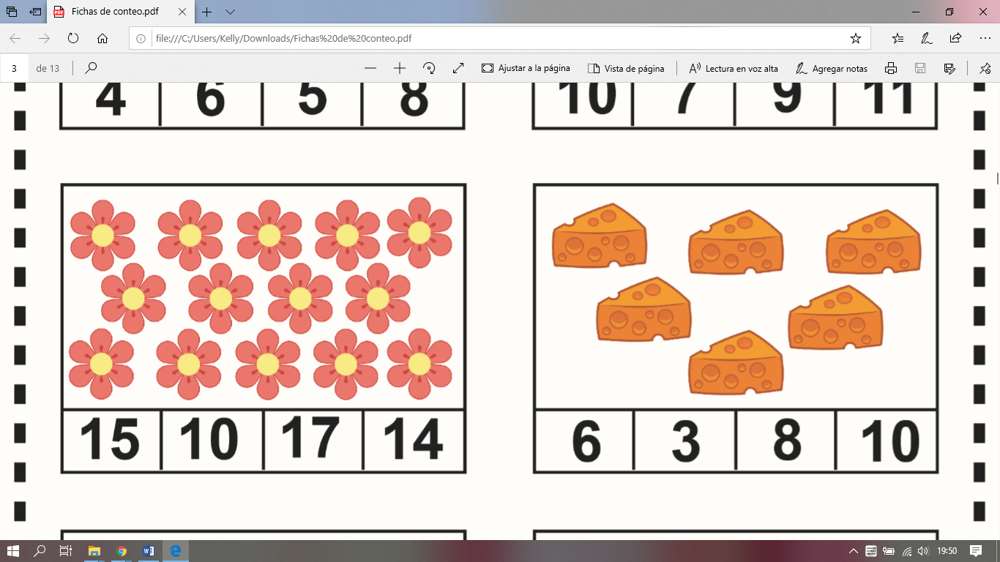 Fichas de conteo.pdf
file:///C:/Users/Kelly/Downloads/Fichas%20de%20conteo.pdf
3 de 13 Ajustar a la página Vista de página Lectura en voz alta Agregar notas
4 6 5 8 10 7 9 11
15 10 17 14 6 3 8 10
19:50